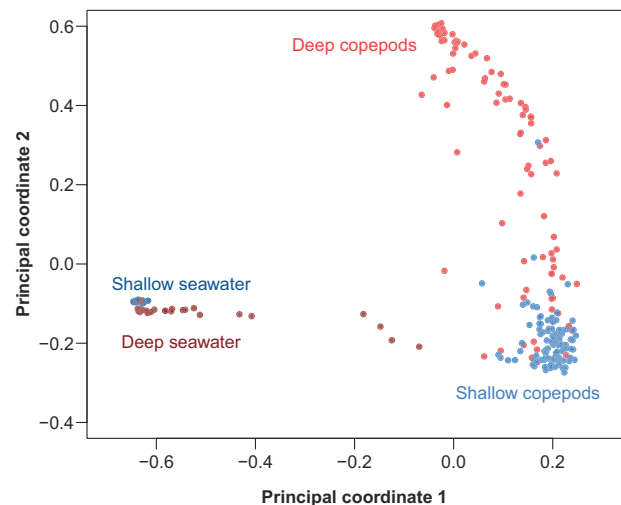 0.6
Deep copepods
0.4
0.2
0.0
Shallow seawater
Deep seawater
−0.2
Shallow copepods
−0.4
−0.6
−0.4
−0.2
0.0
0.2
Principal coordinate 1
Principal coordinate 2